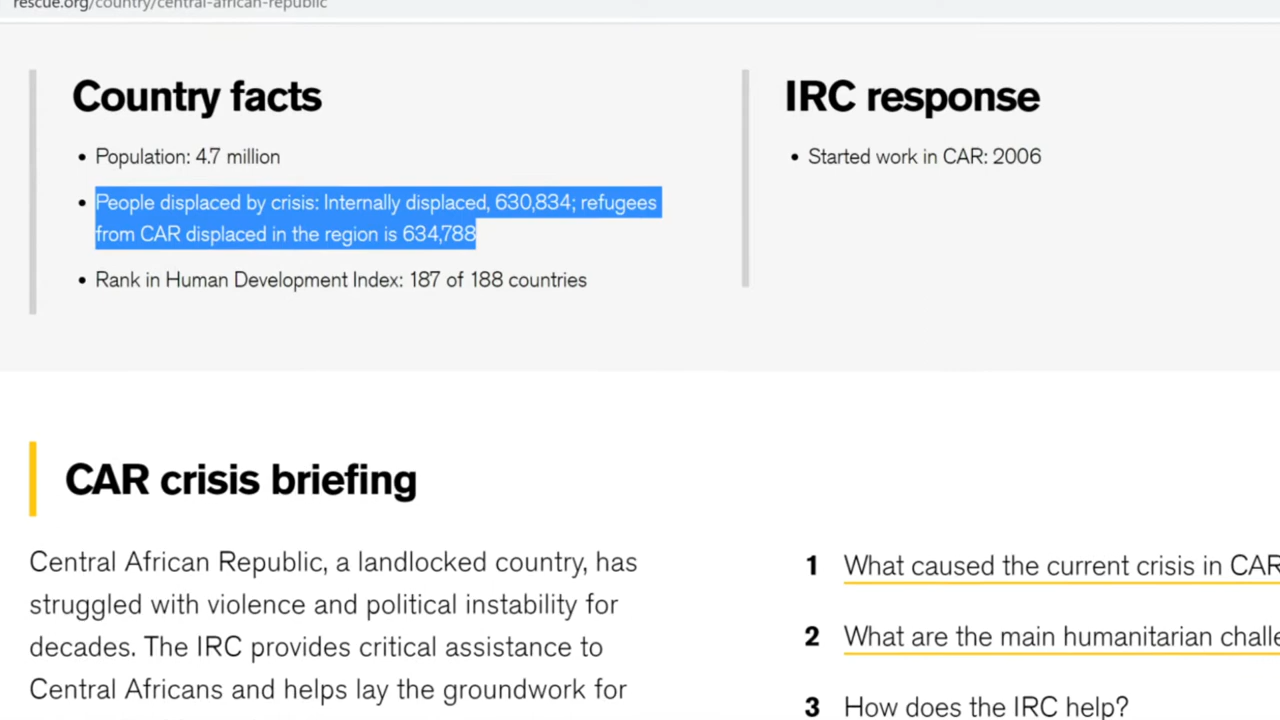 rescue.org/country/central-african-republic
Country facts
• Population: 4.7 million
• People displaced by crisis: Internally displaced, 630,834; refugees
from CAR displaced in the region is 634,788
• Rank in Human Development Index: 187 of 188 countries
IRC response
• Started work in CAR: 2006
CAR crisis briefing
Central African Republic, a landlocked country, has
struggled with violence and political instability for
decades. The IRC provides critical assistance to
Central Africans and helps lay the groundwork for
1 What caused the current crisis in CAR
2 What are the main humanitarian challe
3 How does the IRC help?